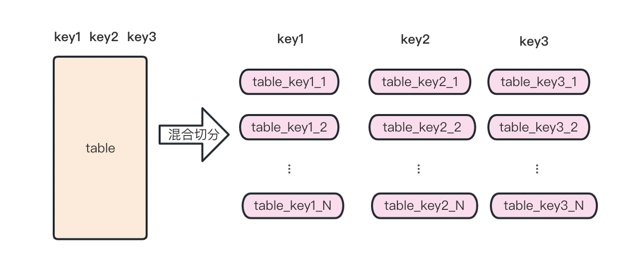 key1 key2 key3
key1
key2
key3
table
混合切分
table_key1_1
table_key2_1
table_key3_1
table_key1_2
table_key2_2
table_key3_2
⋮
⋮
⋮
table_key1_N
table_key2_N
table_key3_N